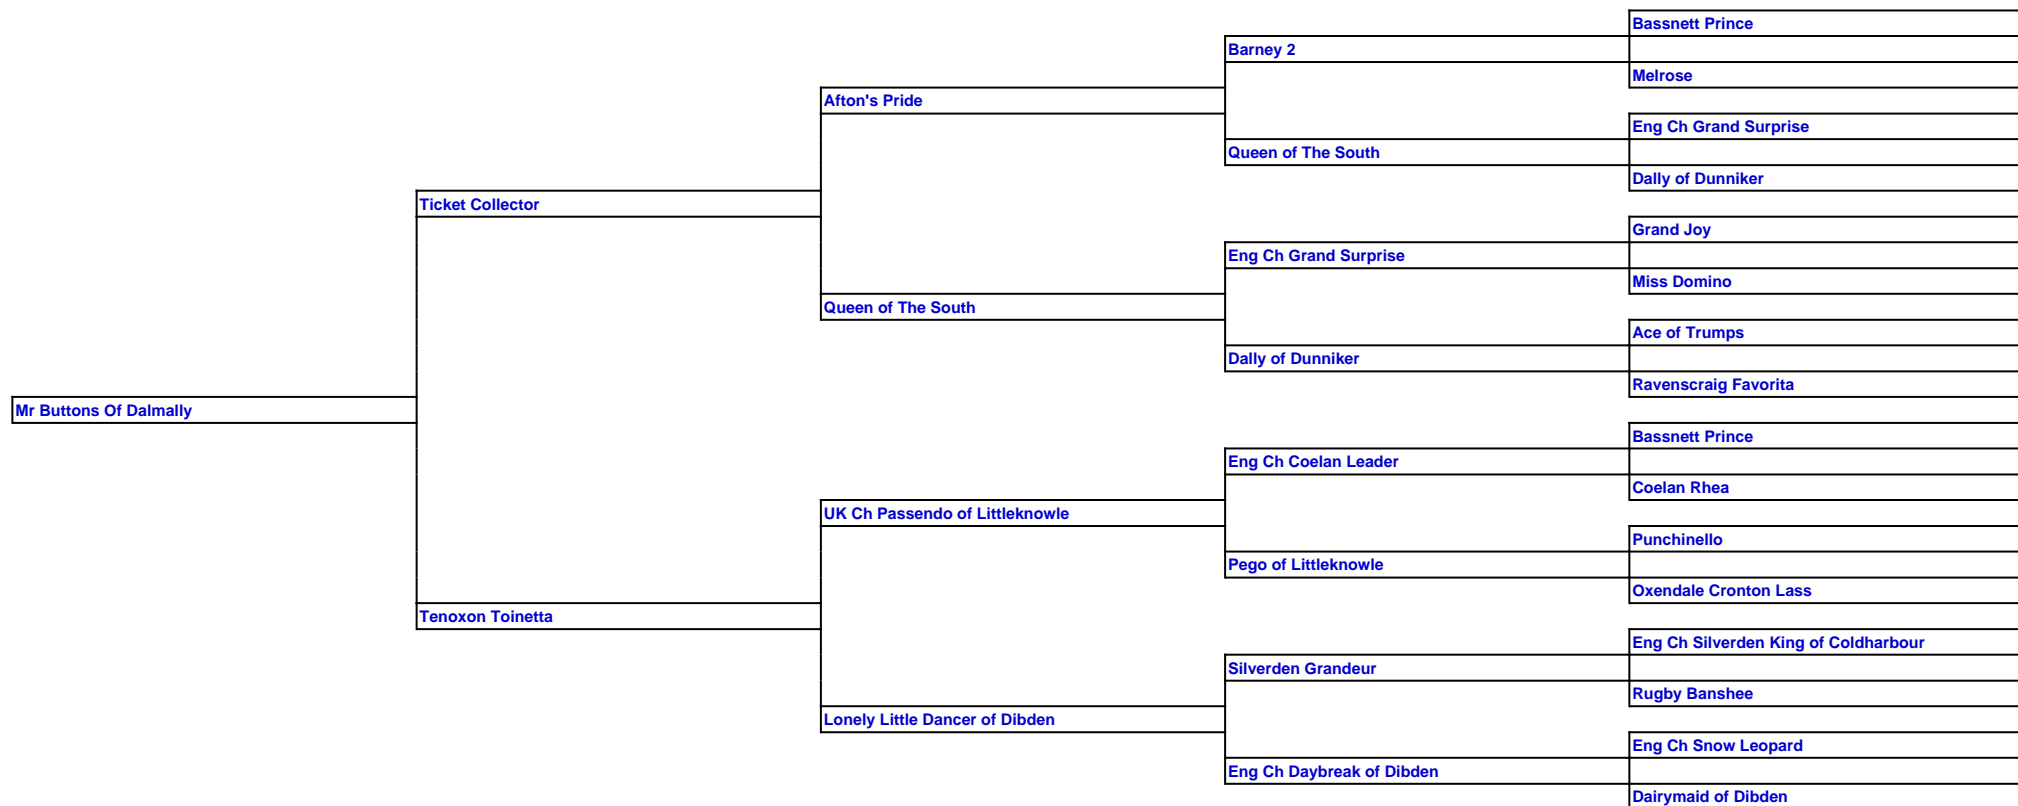 Bassnett Prince
Barney 2
Melrose
Afton's Pride
Eng Ch Grand Surprise
Queen of The South
Dally of Dunniker
Ticket Collector
Grand Joy
Eng Ch Grand Surprise
Miss Domino
Queen of The South
Ace of Trumps
Dally of Dunniker
Ravenscraig Favorita
Mr Buttons Of Dalmally
Bassnett Prince
Eng Ch Coelan Leader
Coelan Rhea
UK Ch Passendo of Littleknowle
Punchinello
Pego of Littleknowle
Oxendale Cronton Lass
Tenoxon Toinetta
Eng Ch Silverden King of Coldharbour
Silverden Grandeur
Rugby Banshee
Lonely Little Dancer of Dibden
Eng Ch Snow Leopard
Eng Ch Daybreak of Dibden
Dairymaid of Dibden